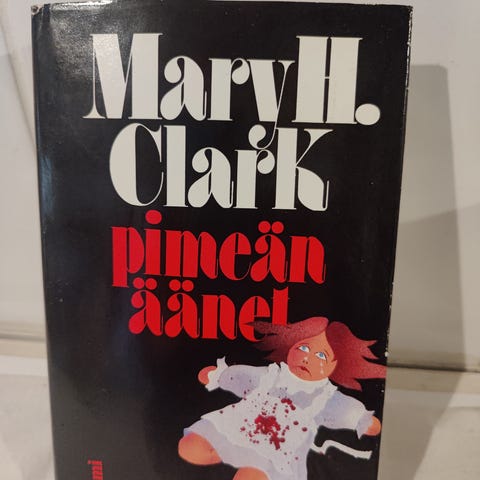 Mary H.
Clark
pimeän
äänet